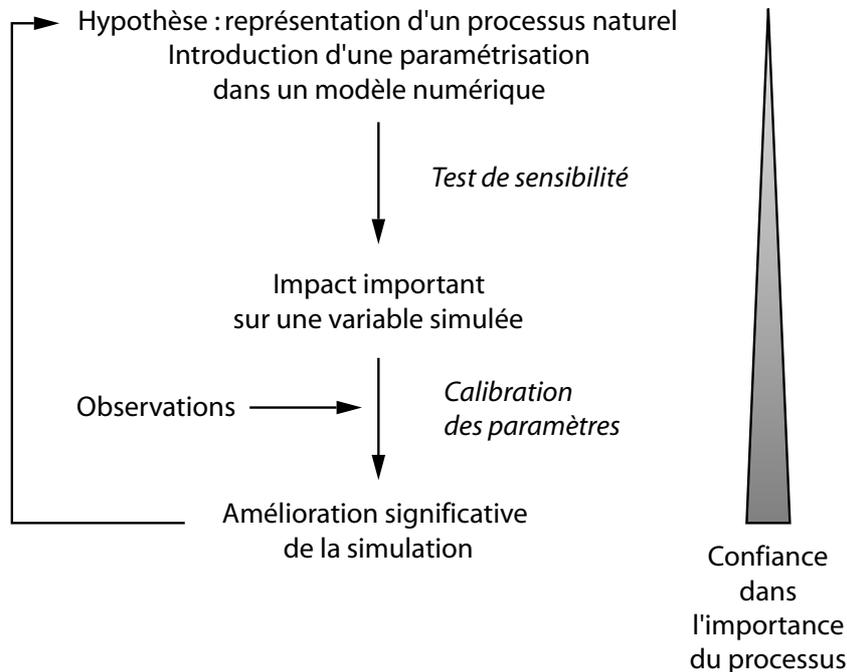 Hypothèse : représentation d'un processus naturel
Introduction d'une paramétrisation
dans un modèle numérique
Test de sensibilité
Impact important
sur une variable simulée
Observations
Calibration
des paramètres
Amélioration significative
de la simulation
Confiance
dans
l'importance
du processus